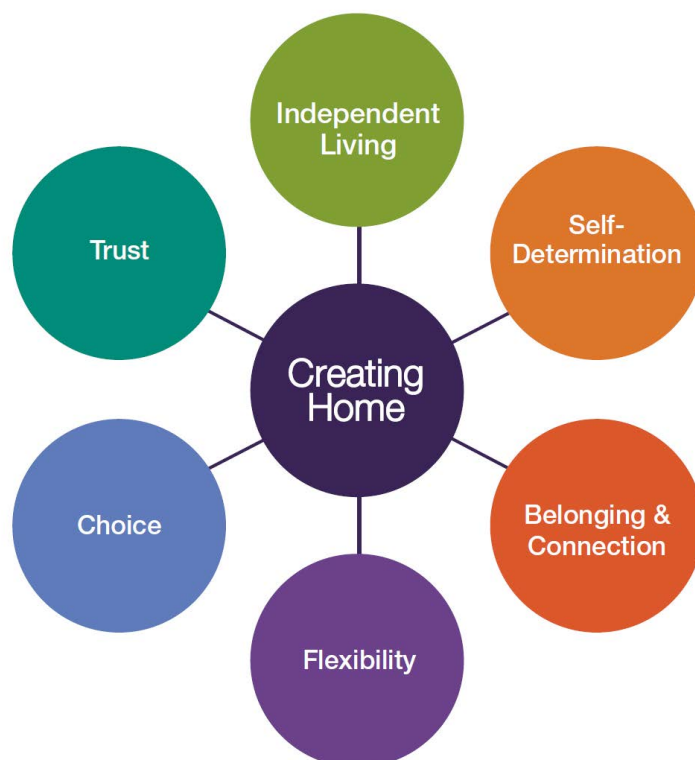 Independent
Living
Self-
Determination
Trust
Creating
Home
Choice
Belonging &
Connection
Flexibility